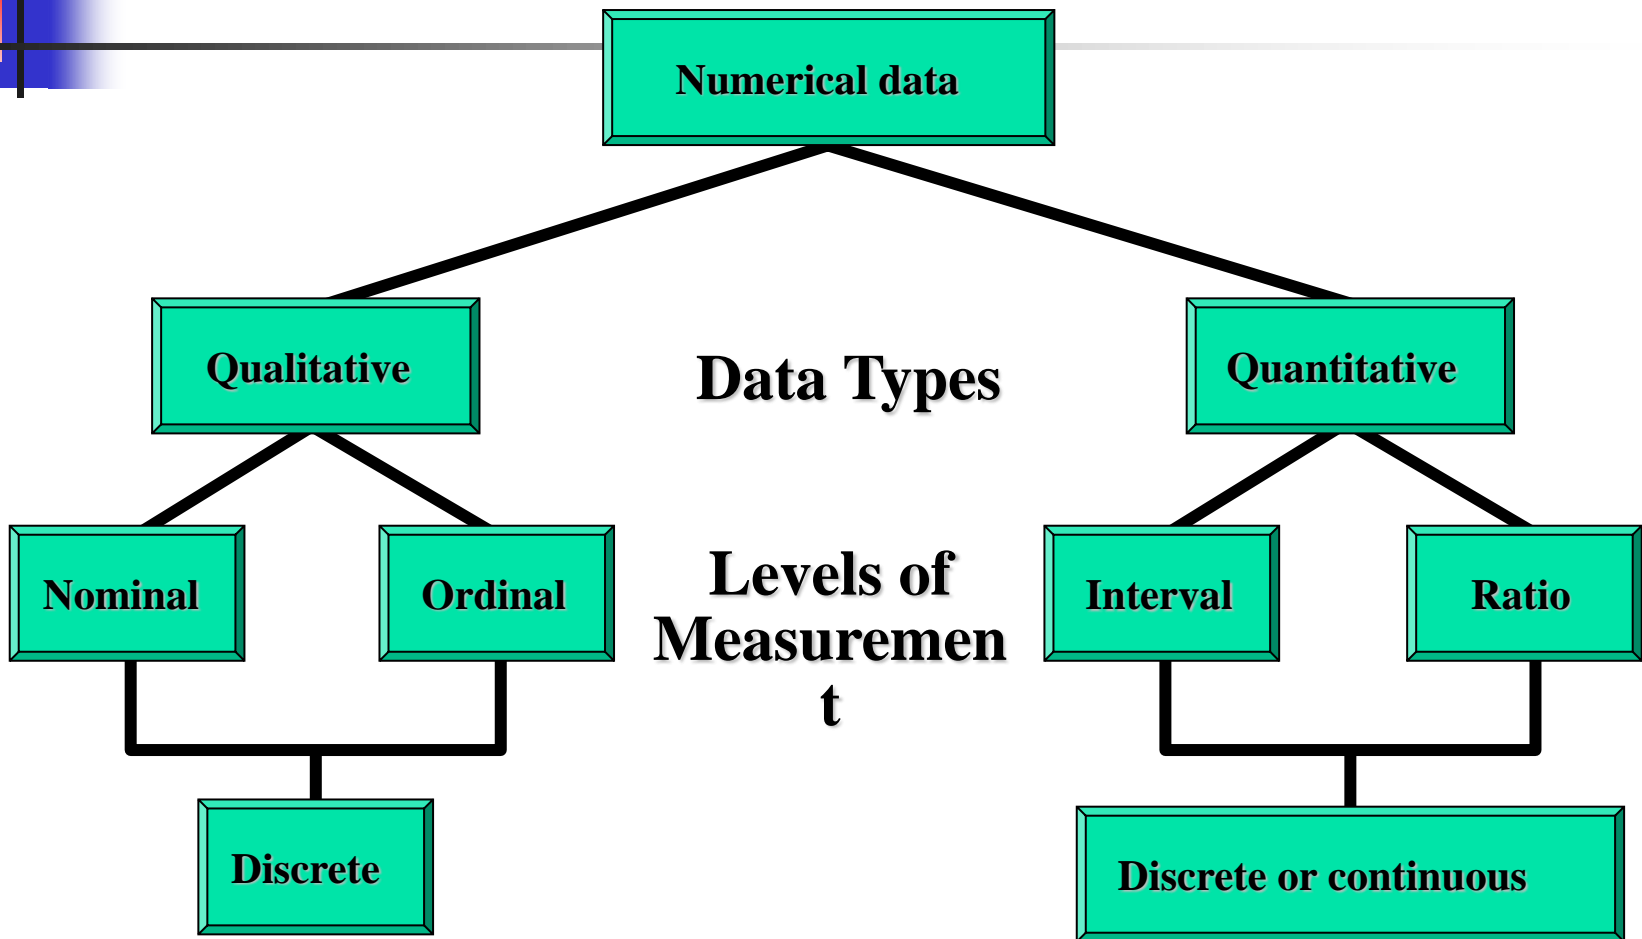 Numerical data
Qualitative
Data Types
Quantitative
Nominal
Ordinal
Levels of
Measuremen
t
Interval
Ratio
Discrete
Discrete or continuous